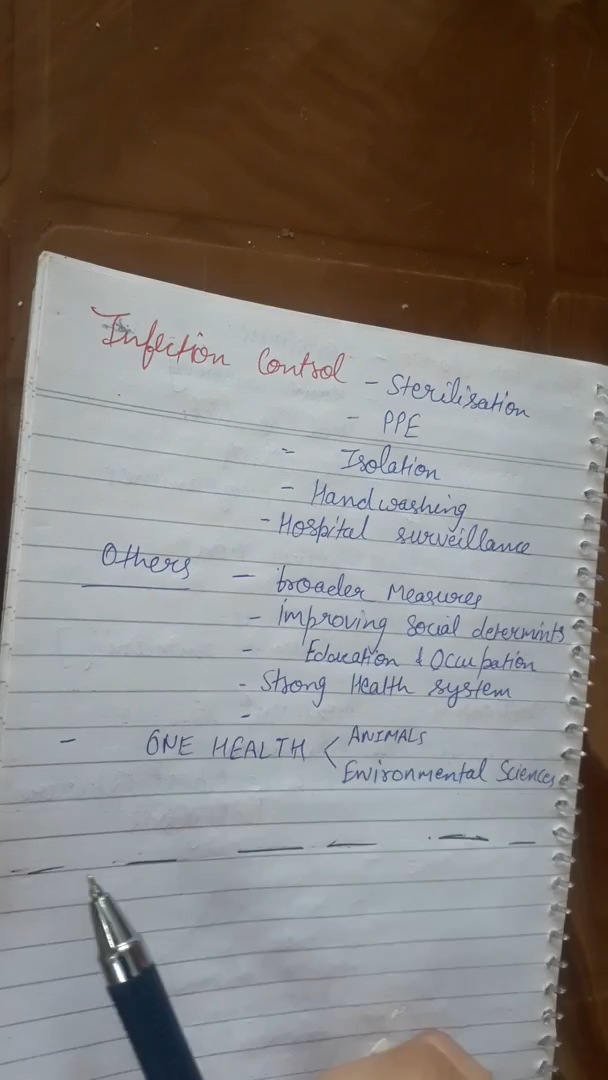 Infection Control - Sterilisation
- PPE
- Isolation
- Handwashing
- Hospital surveillance
Others - broader Measures
- Improving Social determints
- Education & Occupation
- Strong Health system
-
- ONE HEALTH < ANIMALS
Environmental Sciences